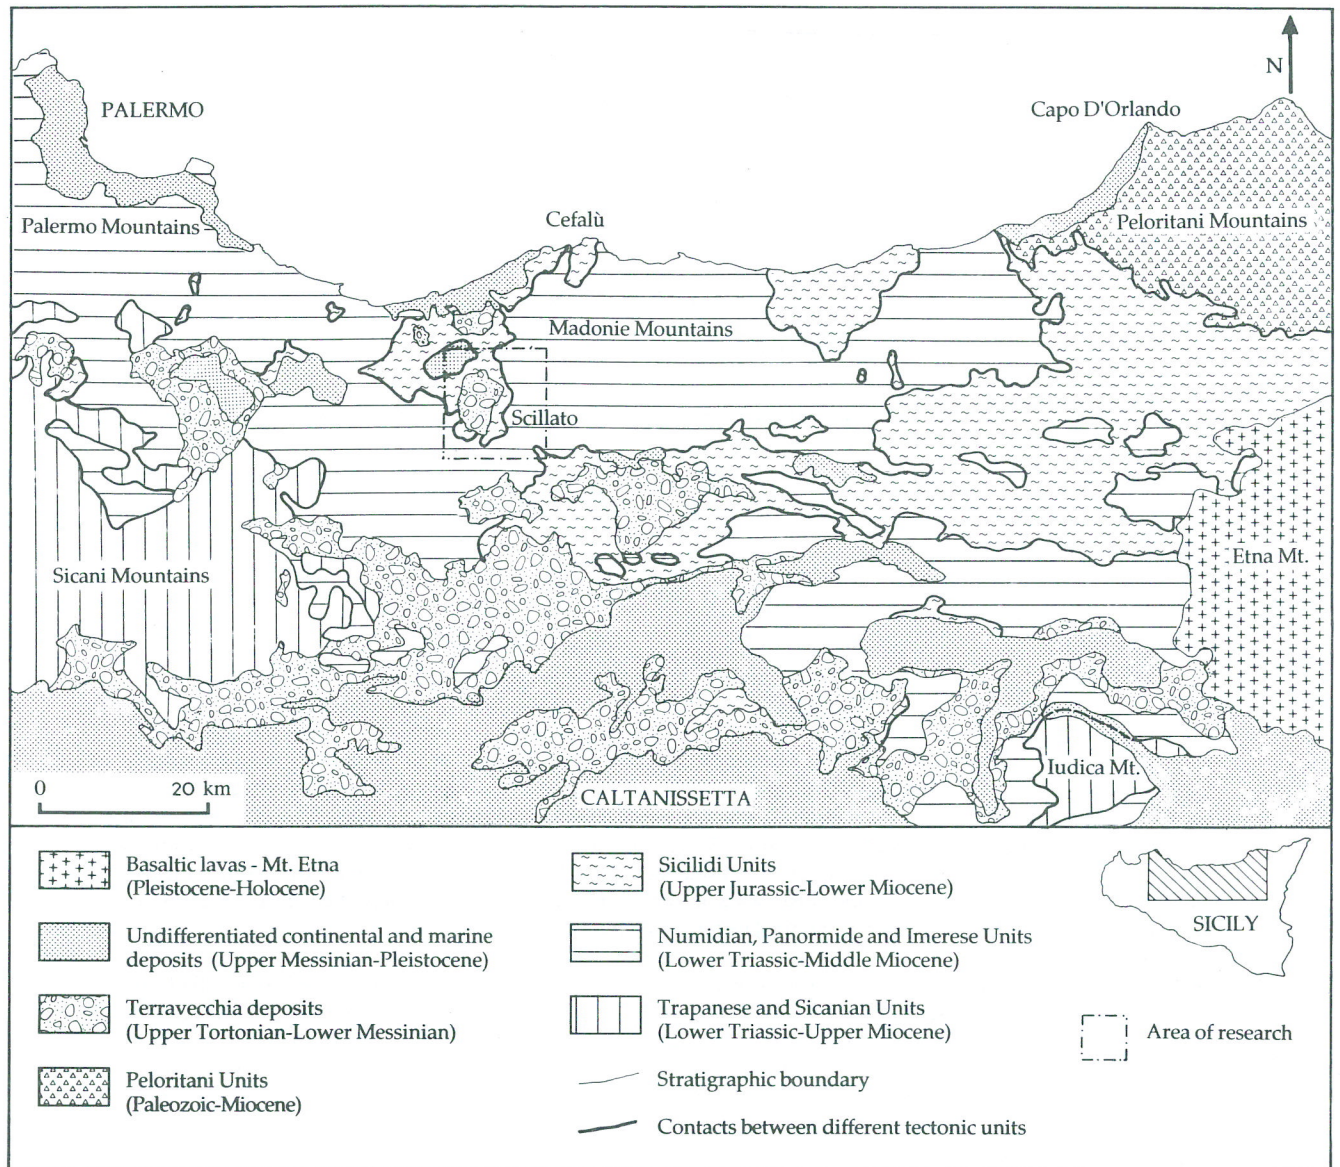 N
PALERMO
Capo D'Orlando
Palermo Mountains
Cefalù
Peloritani Mountains
Madonie Mountains
Scillato
Sicani Mountains
Etna Mt.
Iudica Mt.
0 20 km
CALTANISSETTA
Basaltic lavas - Mt. Etna
(Pleistocene-Holocene)
Undifferentiated continental and marine
deposits (Upper Messinian-Pleistocene)
Terravecchia deposits
(Upper Tortonian-Lower Messinian)
Peloritani Units
(Paleozoic-Miocene)
Sicilidi Units
(Upper Jurassic-Lower Miocene)
Numidian, Panormide and Imerese Units
(Lower Triassic-Middle Miocene)
Trapanese and Sicanian Units
(Lower Triassic-Upper Miocene)
Stratigraphic boundary
Contacts between different tectonic units
SICILY
Area of research